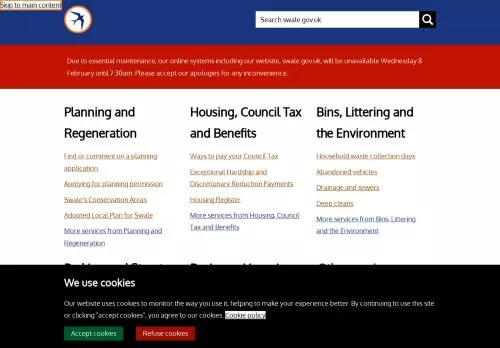 Skip to main content
Search swale.gov.uk
Due to essential maintenance, our online systems including our website, swale.gov.uk, will be unavailable Wednesday 8
February until 7.30am. Please accept our apologies for any inconvenience.
Planning and
Regeneration
Find or comment on a planning
application
Applying for planning permission
Swale's Conservation Areas
Adopted Local Plan for Swale
More services from Planning and
Regeneration
Housing, Council Tax
and Benefits
Ways to pay your Council Tax
Exceptional Hardship and
Discretionary Reduction Payments
Housing Register
More services from Housing, Council
Tax and Benefits
Bins, Littering and
the Environment
Household waste collection days
Abandoned vehicles
Drainage and sewers
Deep cleans
More services from Bins, Littering
and the Environment
We use cookies
Our website uses cookies to monitor the way you use it, helping to make your experience better. By continuing to use this site
or clicking "accept cookies", you agree to our cookies. Cookie policy
Accept cookies
Refuse cookies